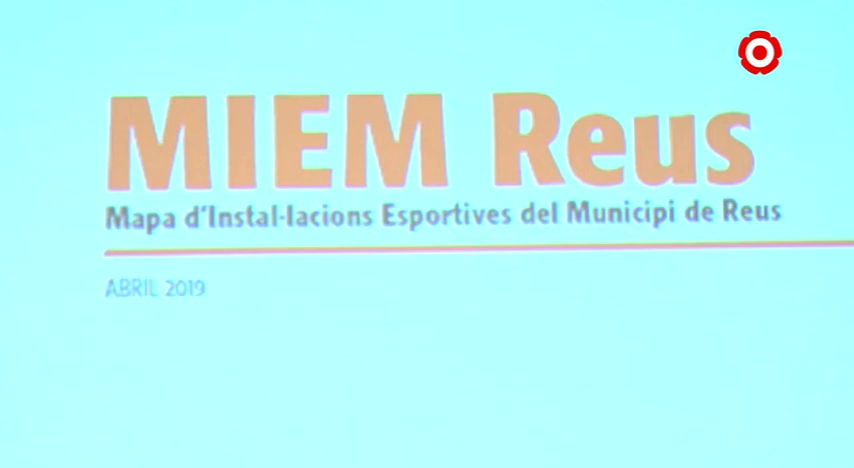 MIEM Reus
Mapa d'Instal·lacions Esportives del Municipi de Reus
ABRIL 2019